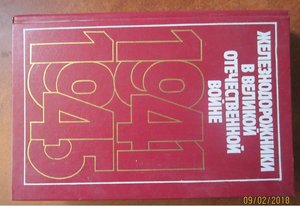 ЖЕЛЕЗНОДОРОЖНИКИ
В ВЕЛИКОЙ
ОТЕЧЕСТВЕННОЙ
ВОЙНЕ
1941
1945
09/02/2018